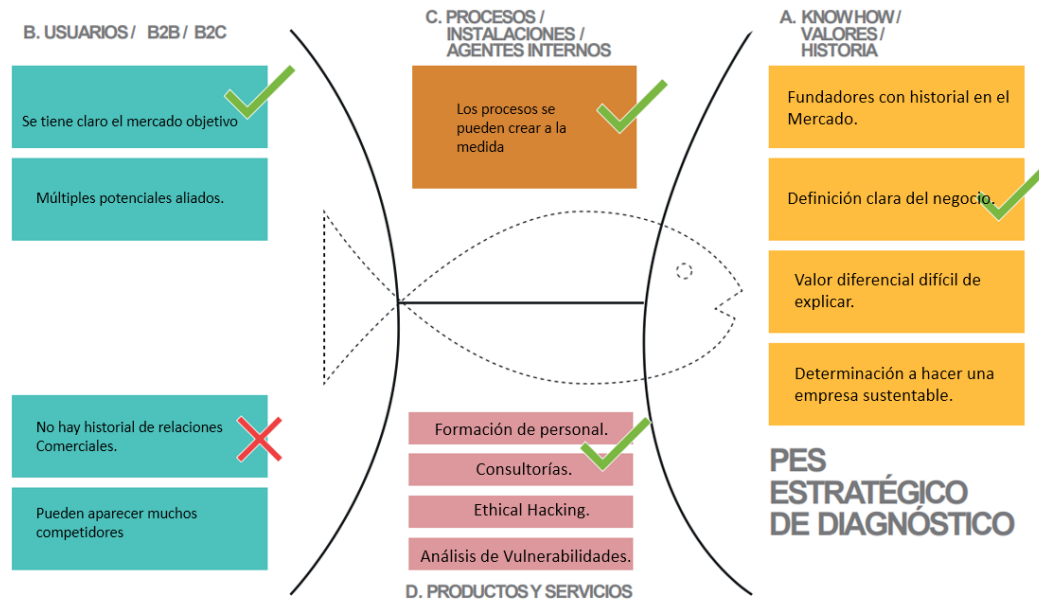 B. USUARIOS / B2B / B2C
Se tiene claro el mercado objetivo
Múltiples potenciales aliados.
No hay historial de relaciones
Comerciales.
Pueden aparecer muchos
competidores
C. PROCESOS /
INSTALACIONES /
AGENTES INTERNOS
Los procesos se
pueden crear a la
medida
Formación de personal.
Consultorías.
Ethical Hacking.
Análisis de Vulnerabilidades.
D. PRODUCTOS Y SERVICIOS
A. KNOW HOW /
VALORES /
HISTORIA
Fundadores con historial en el
Mercado.
Definición clara del negocio.
Valor diferencial difícil de
explicar.
Determinación a hacer una
empresa sustentable.
PES
ESTRATÉGICO
DE DIAGNÓSTICO